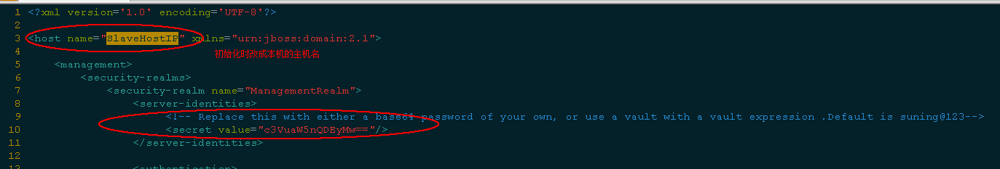 1 <?xml version='1.0' encoding='UTF-8'?>
2
3 <host name="SlaveHostIP" xmlns="urn:jboss:domain:2.1">
4 初始化时改成本机的主机名
5 <management>
6 <security-realms>
7 <security-realm name="ManagementRealm">
8 <server-identities>
9 <!-- Replace this with either a base64 password of your own, or use a vault with a vault expression .Default is suning@123-->
10 <secret value="c3VuaW5nQDEyMw=="/>
11 </server-identities>
12
13 <authentication>